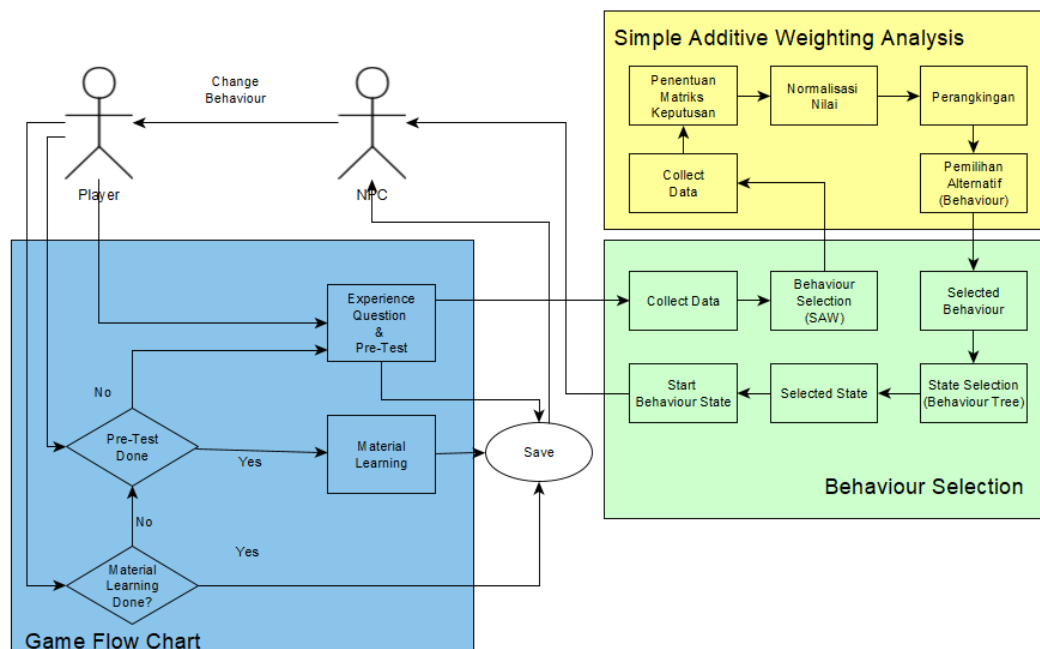 Simple Additive Weighting Analysis
Penentuan
Matriks
Keputusan
Normalisasi
Nilai
Perangkingan
Collect
Data
Pemilihan
Alternatif
(Behaviour)
Change
Behaviour
Player
NPC
Experience
Question
&
Pre-Test
Collect Data
Behaviour
Selection
(SAW)
Selected
Behaviour
Start
Behaviour State
Selected State
State Selection
(Behaviour Tree)
Behaviour Selection
No
Pre-Test
Done
Yes
Material
Learning
Save
No
Material
Learning
Done?
Yes
Game Flow Chart